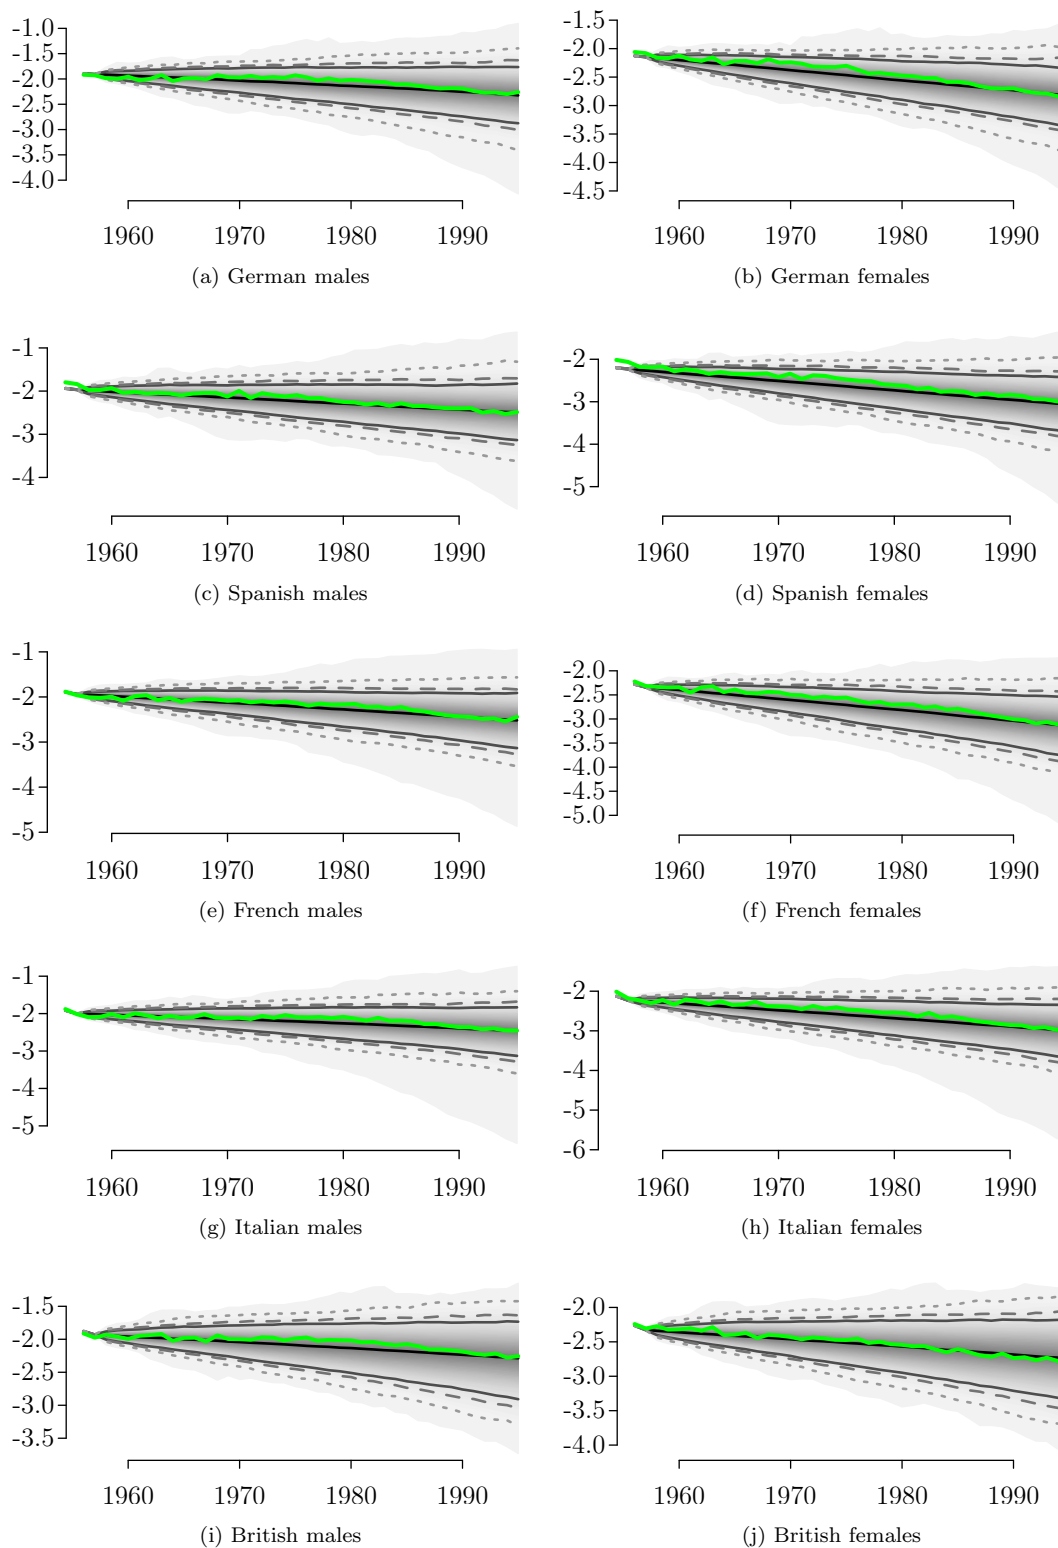 -1.0
-1.5
-2.0
-2.5
-3.0
-3.5
-4.0
1960 1970 1980 1990
(a) German males
-1.5
-2.0
-2.5
-3.0
-3.5
-4.0
-4.5
1960 1970 1980 1990
(b) German females
-1
-2
-3
-4
1960 1970 1980 1990
(c) Spanish males
-2
-3
-4
-5
1960 1970 1980 1990
(d) Spanish females
-1
-2
-3
-4
-5
1960 1970 1980 1990
(e) French males
-2.0
-2.5
-3.0
-3.5
-4.0
-4.5
-5.0
1960 1970 1980 1990
(f) French females
-1
-2
-3
-4
-5
1960 1970 1980 1990
(g) Italian males
-2
-3
-4
-5
-6
1960 1970 1980 1990
(h) Italian females
-1.5
-2.0
-2.5
-3.0
-3.5
1960 1970 1980 1990
(i) British males
-2.0
-2.5
-3.0
-3.5
-4.0
1960 1970 1980 1990
(j) British females